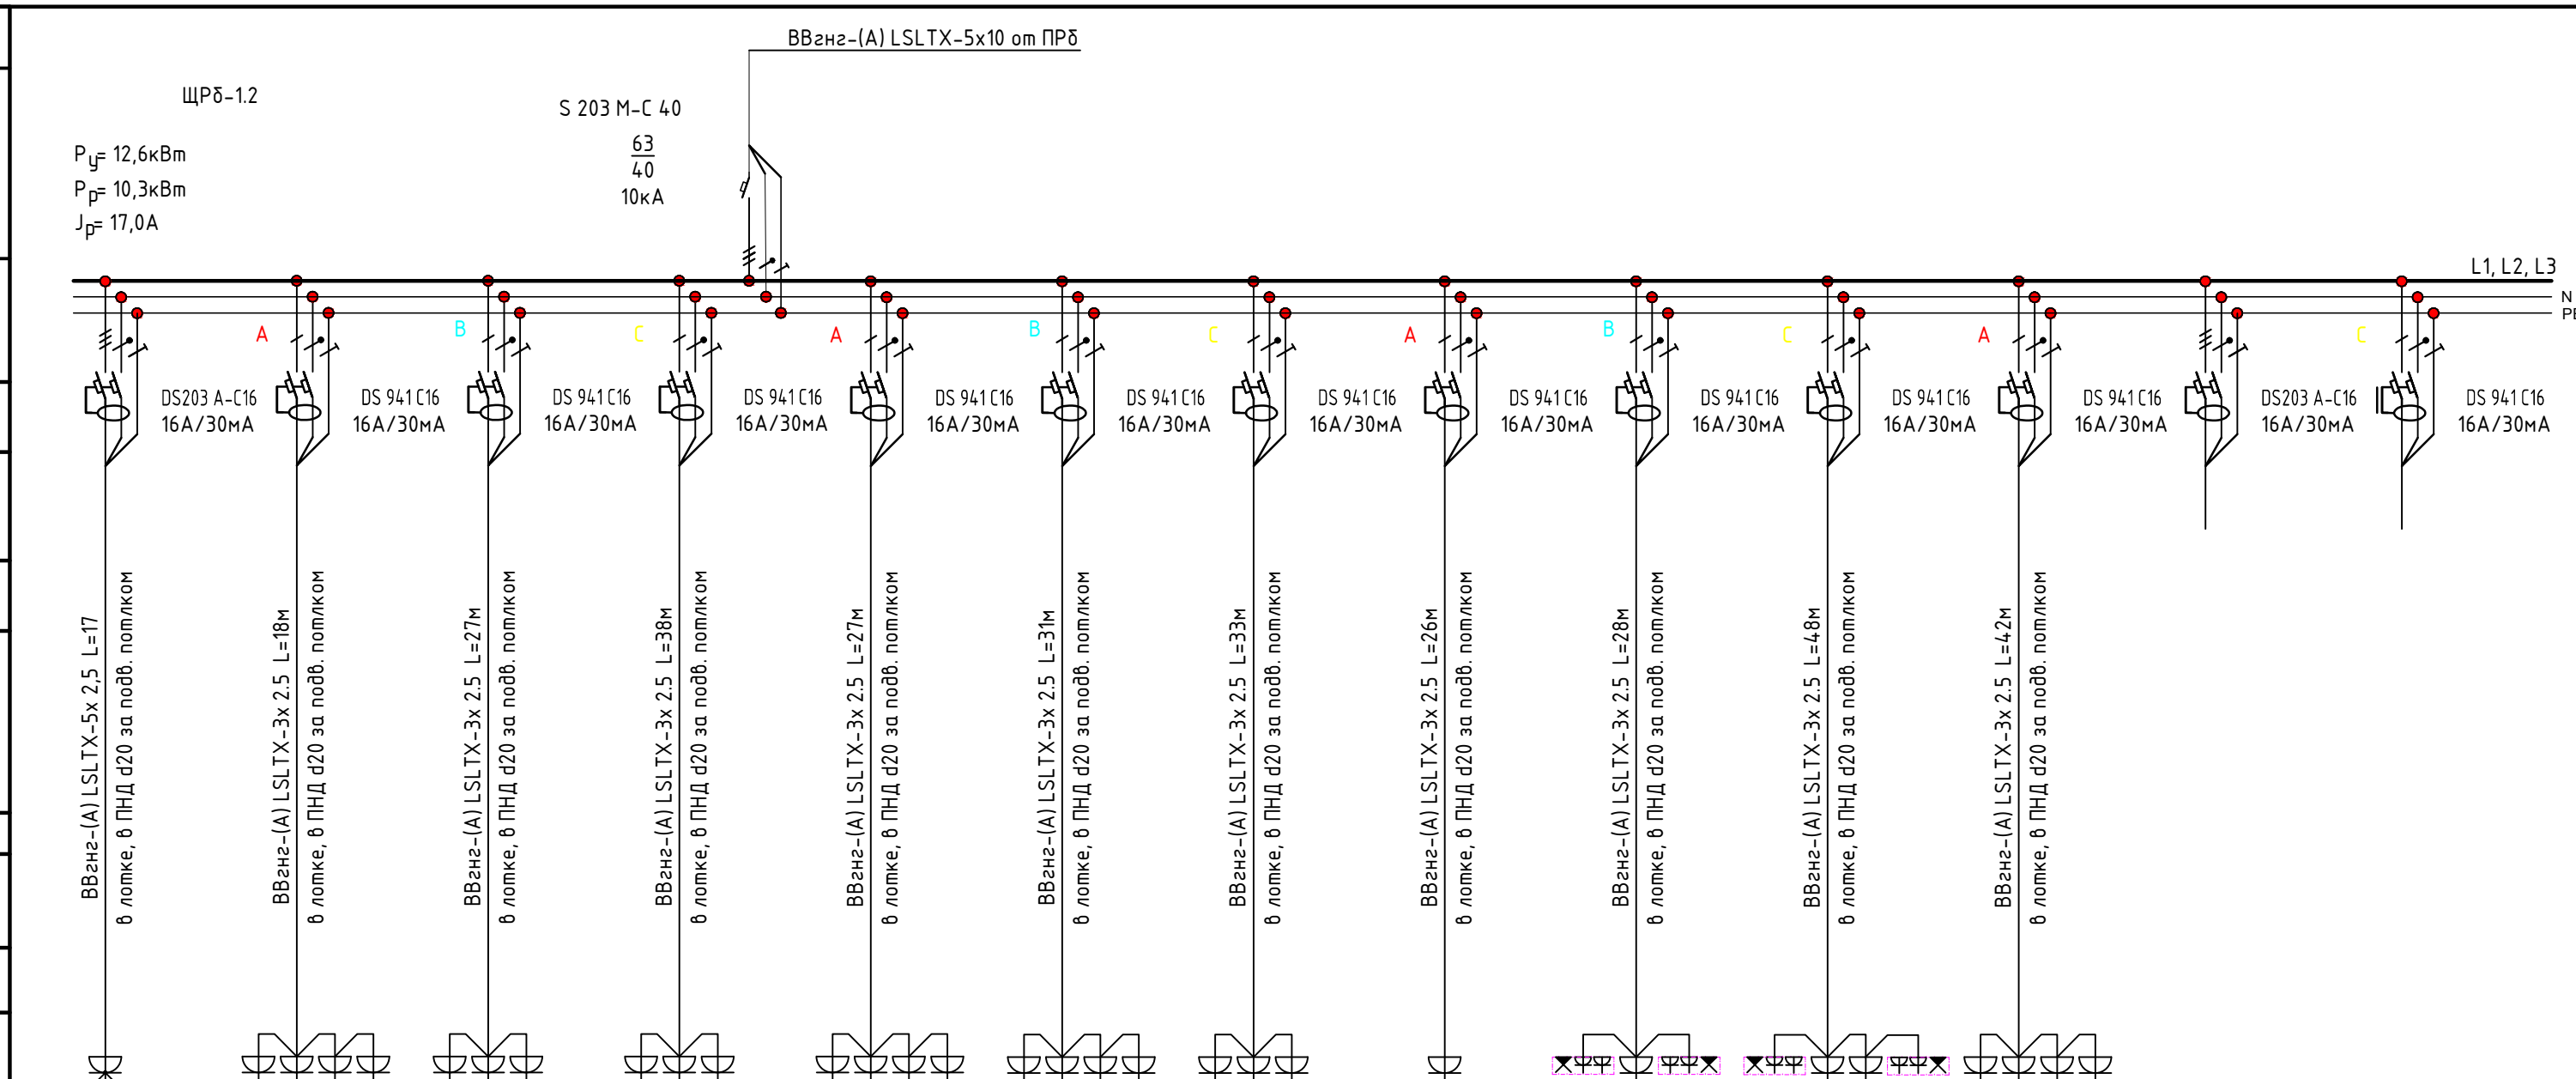 ВВгнг-(А) LSLTX-5х10 от ПРб
ЩРб-1.2
S 203 М-С 40
63
40
10кА
Pу= 12,6кВт
Pр= 10,3кВт
Jр= 17,0А
L1, L2, L3
N
A
B
C
A
B
C
A
B
C
A
C
DS203 A-C16
16А/30мА
DS 941 C16
16А/30мА
DS 941 C16
16А/30мА
DS 941 C16
16А/30мА
DS 941 C16
16А/30мА
DS 941 C16
16А/30мА
DS 941 C16
16А/30мА
DS 941 C16
16А/30мА
DS 941 C16
16А/30мА
DS 941 C16
16А/30мА
DS 941 C16
16А/30мА
DS203 A-C16
16А/30мА
DS 941 C16
16А/30мА
ВВгнг-(А) LSLTX-5х 2,5 L=17
в лотке, в ПНД d20 за подв. потлком
ВВгнг-(А) LSLTX-3х 2.5 L=18м
в лотке, в ПНД d20 за подв. потлком
ВВгнг-(А) LSLTX-3х 2.5 L=27м
в лотке, в ПНД d20 за подв. потлком
ВВгнг-(А) LSLTX-3х 2.5 L=38м
в лотке, в ПНД d20 за подв. потлком
ВВгнг-(А) LSLTX-3х 2.5 L=27м
в лотке, в ПНД d20 за подв. потлком
ВВгнг-(А) LSLTX-3х 2.5 L=31м
в лотке, в ПНД d20 за подв. потлком
ВВгнг-(А) LSLTX-3х 2.5 L=33м
в лотке, в ПНД d20 за подв. потлком
ВВгнг-(А) LSLTX-3х 2.5 L=26м
в лотке, в ПНД d20 за подв. потлком
ВВгнг-(А) LSLTX-3х 2.5 L=28м
в лотке, в ПНД d20 за подв. потлком
ВВгнг-(А) LSLTX-3х 2.5 L=48м
в лотке, в ПНД d20 за подв. потлком
ВВгнг-(А) LSLTX-3х 2.5 L=42м
в лотке, в ПНД d20 за подв. потлком